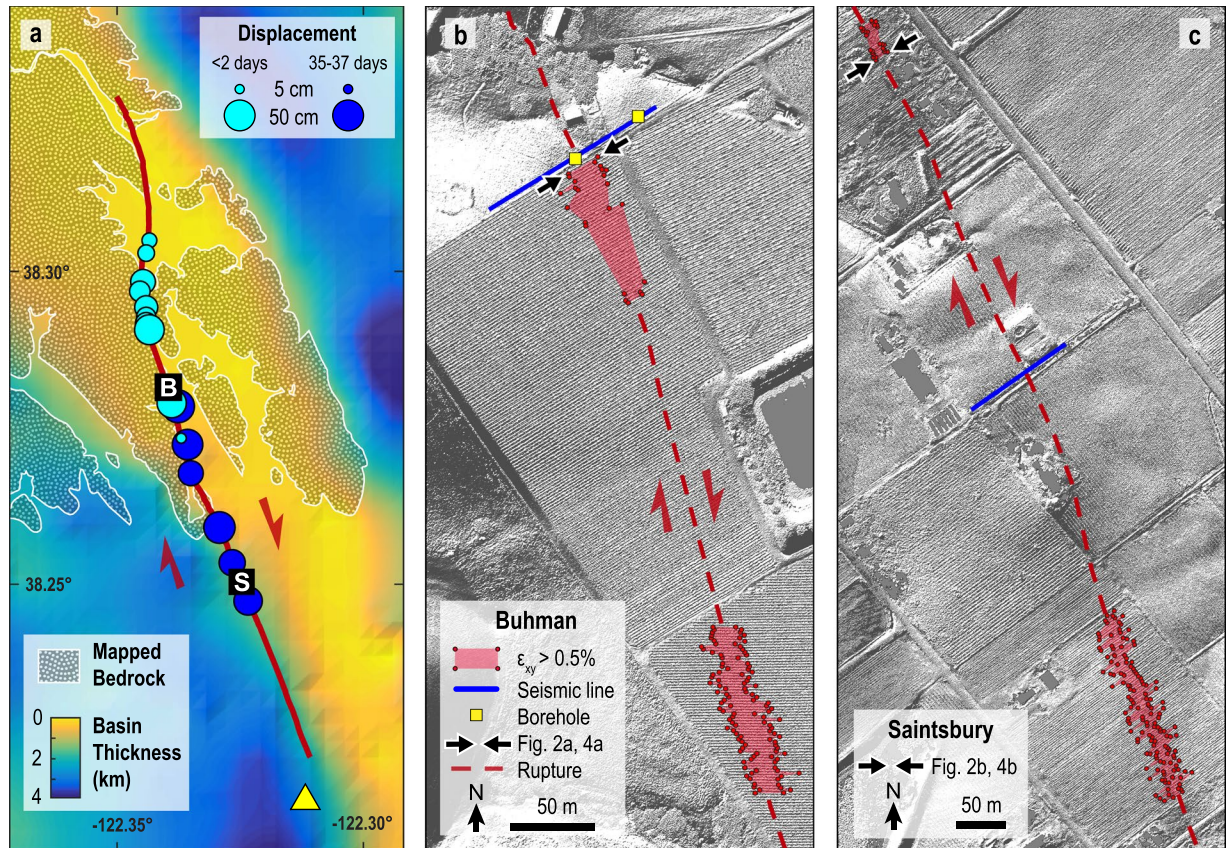 a
Displacement
<2 days
35-37 days
5 cm
50 cm
38.30°
B
S
38.25°
Mapped
Bedrock
0
2
4
Basin
Thickness
(km)
-122.35°
-122.30°
b
Buhman
εxy > 0.5%
Seismic line
Borehole
Fig. 2a, 4a
Rupture
N
50 m
c
Saintsbury
Fig. 2b, 4b
N
50 m